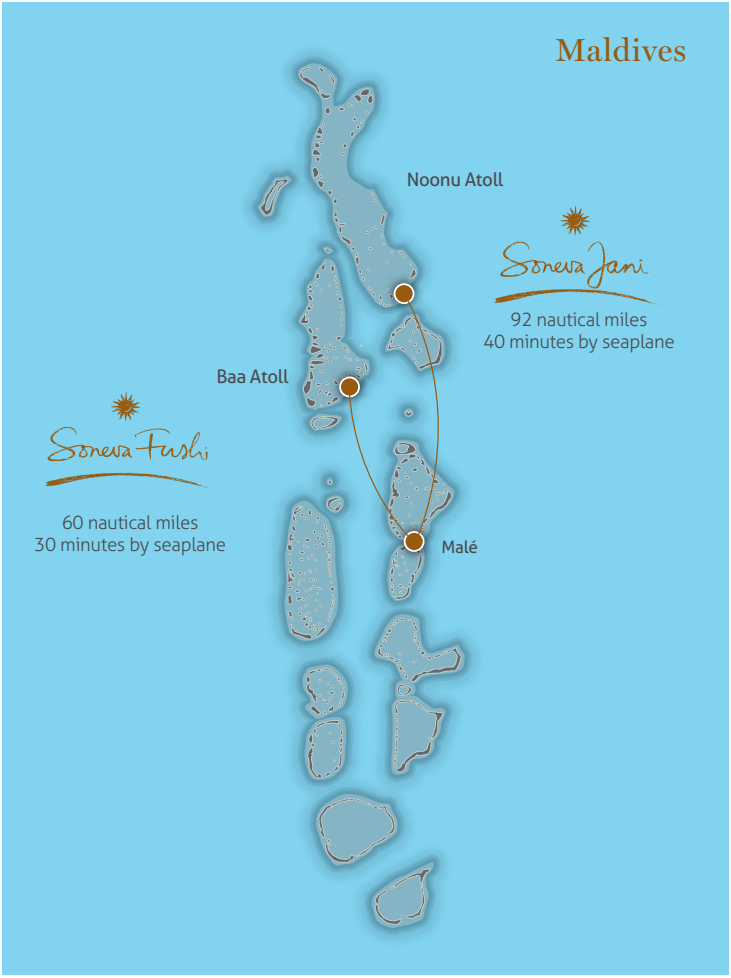 Maldives
Noonu Atoll
Soneva Jani
92 nautical miles
40 minutes by seaplane
Baa Atoll
Soneva Fushi
60 nautical miles
30 minutes by seaplane
Malé